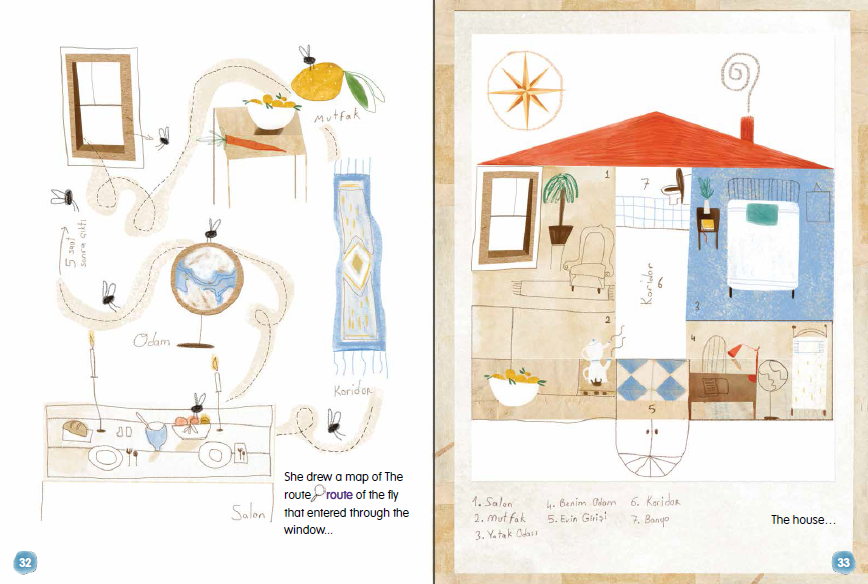 Mutfak
5 saat
sonra çıktı
Odam
Koridor
Salon
She drew a map of The
route route of the fly
that entered through the
window...
32
1
7
Koridor
6
3
2
4
5
1. Salon
2. Mutfak
3. Yatak Odası
4. Benim Odam
5. Evin Girişi
6. Koridor
7. Banyo
The house...
33